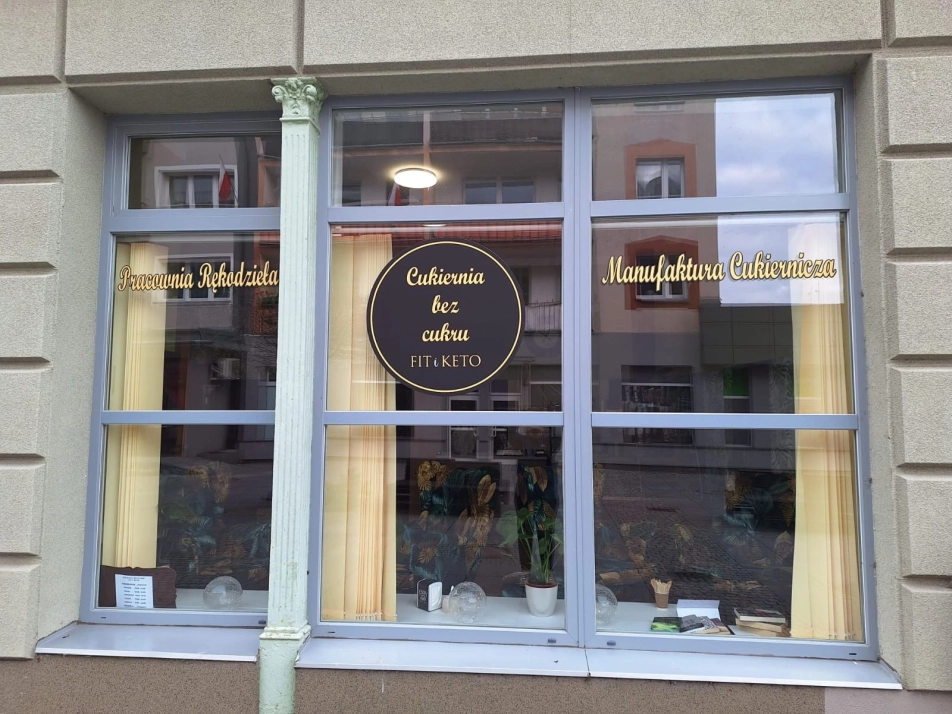 Pracownia Rękodzieła
Cukiernia
bez
cukru
FIT i KETO
Manufaktura Cukiernicza